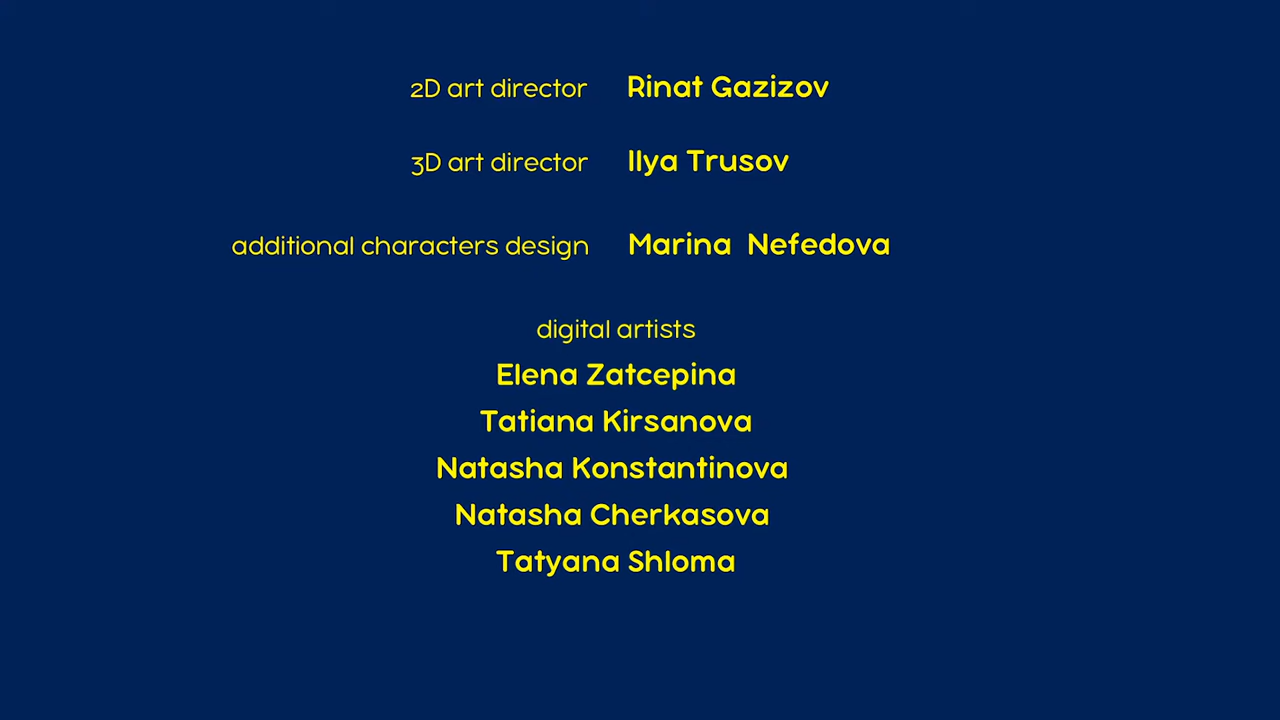 2D art director Rinat Gazizov
3D art director Ilya Trusov
additional characters design Marina Nefedova
digital artists
Elena Zatcepina
Tatiana Kirsanova
Natasha Konstantinova
Natasha Cherkasova
Tatyana Shloma